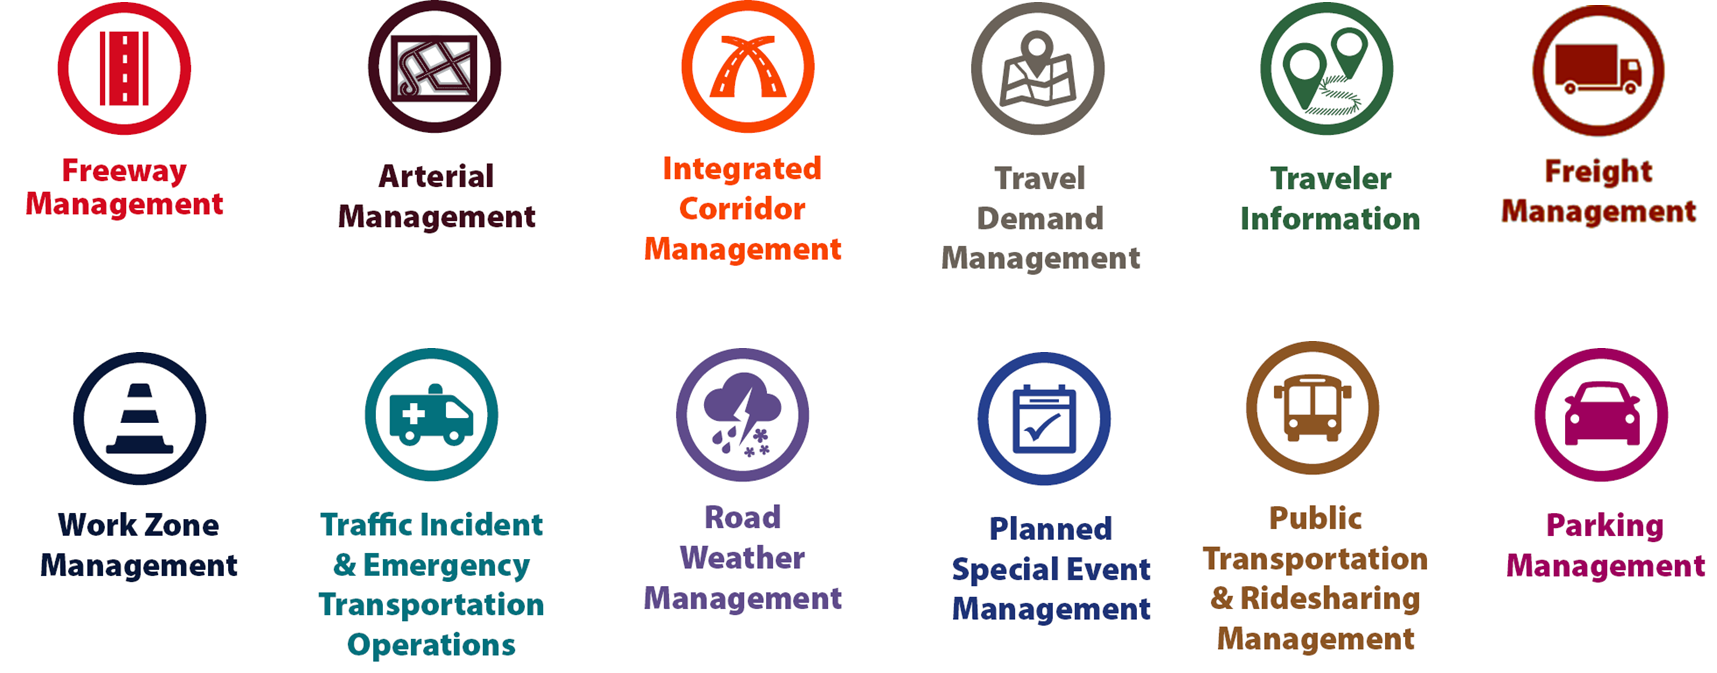 Freeway
Management
Arterial
Management
Integrated
Corridor
Management
Travel
Demand
Management
Traveler
Information
Freight
Management
Work Zone
Management
Traffic Incident
& Emergency
Transportation
Operations
Road
Weather
Management
Planned
Special Event
Management
Public
Transportation
& Ridesharing
Management
Parking
Management